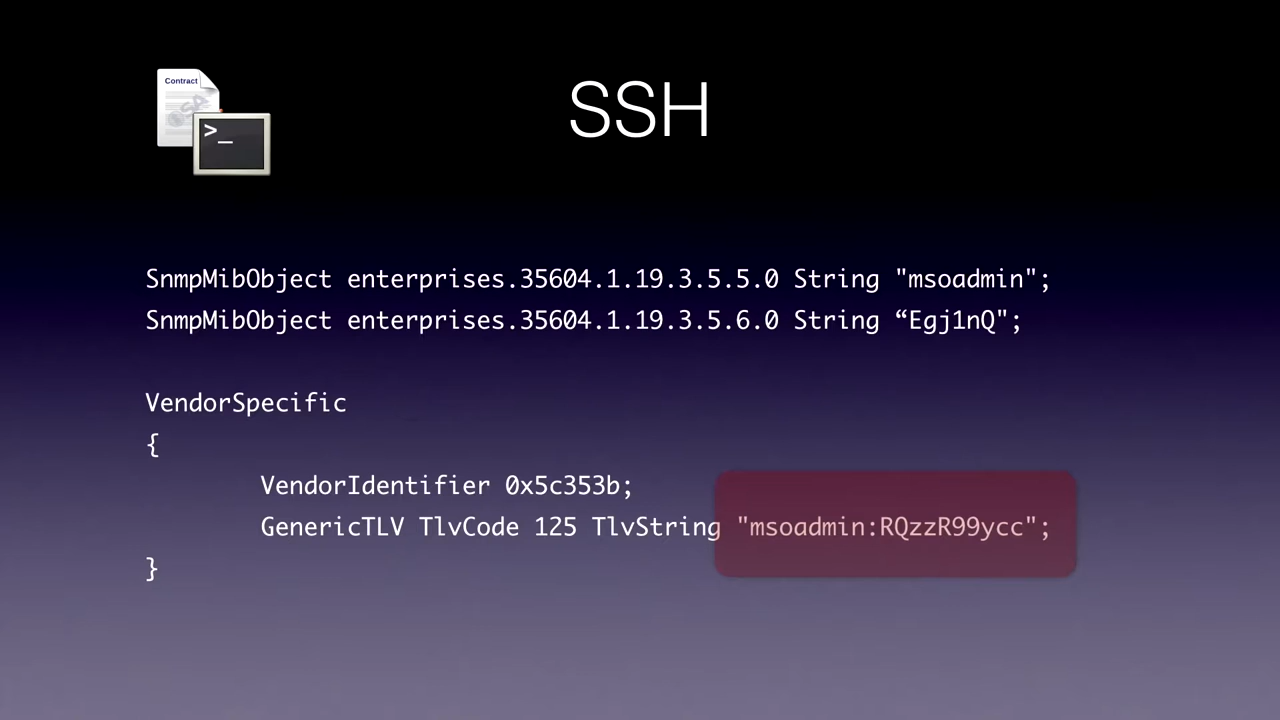 Contract
>_
SSH
SnmpMibObject enterprises.35604.1.19.3.5.5.0 String "msoadmin";
SnmpMibObject enterprises.35604.1.19.3.5.6.0 String “Egj1nQ";
VendorSpecific
{
VendorIdentifier 0x5c353b;
GenericTLV TlvCode 125 TlvString "msoadmin:RQzzR99ycc";
}